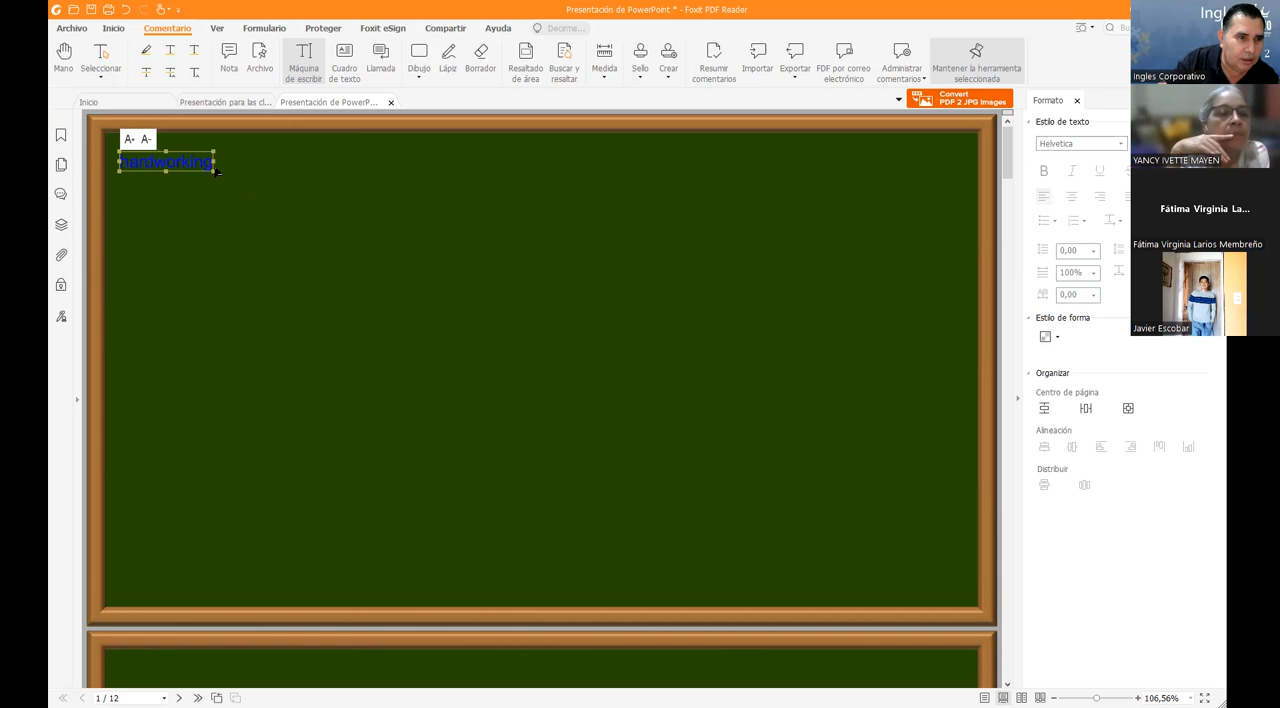 Presentación de PowerPoint * - Foxit PDF Reader
Archivo Inicio Comentario Ver Formulario Proteger Foxit eSign Compartir Ayuda Decirme...
Mano Seleccionar Nota Archivo Máquina de escribir Cuadro de texto Llamada Dibujo Lápiz Borrador Resaltado de área Buscar y resaltar Medida Sello Crear Resumir comentarios Importar Exportar FDF por correo electrónico Administrar comentarios Mantener la herramienta seleccionada
Inicio Presentación para las cl... Presentación de PowerP...
Convert
PDF 2 JPG Images
A+ A-
hardworking
Formato
Estilo de texto
Helvetica
0,00
100%
0,00
Estilo de forma
Organizar
Centro de página
Alineación
Distribuir
Ingles Corporativo
YANCY IVETTE MAYEN
Fátima Virginia La...
Fátima Virginia Larios Membreño
Javier Escobar
1 / 12
106,56%